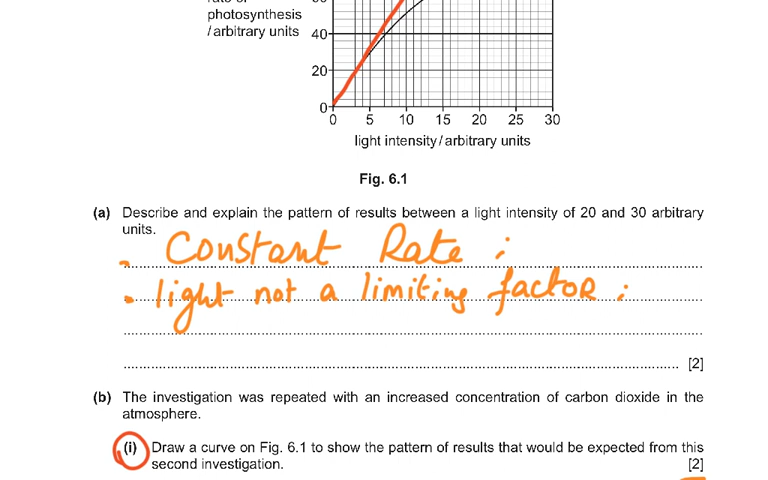 photosynthesis
/ arbitrary units
40
20
0
0 5 10 15 20 25 30
light intensity / arbitrary units
Fig. 6.1
(a) Describe and explain the pattern of results between a light intensity of 20 and 30 arbitrary
units.
- Constant Rate ;
• light not a limiting factor ;
[2]
(b) The investigation was repeated with an increased concentration of carbon dioxide in the
atmosphere.
(i) Draw a curve on Fig. 6.1 to show the pattern of results that would be expected from this
second investigation. [2]